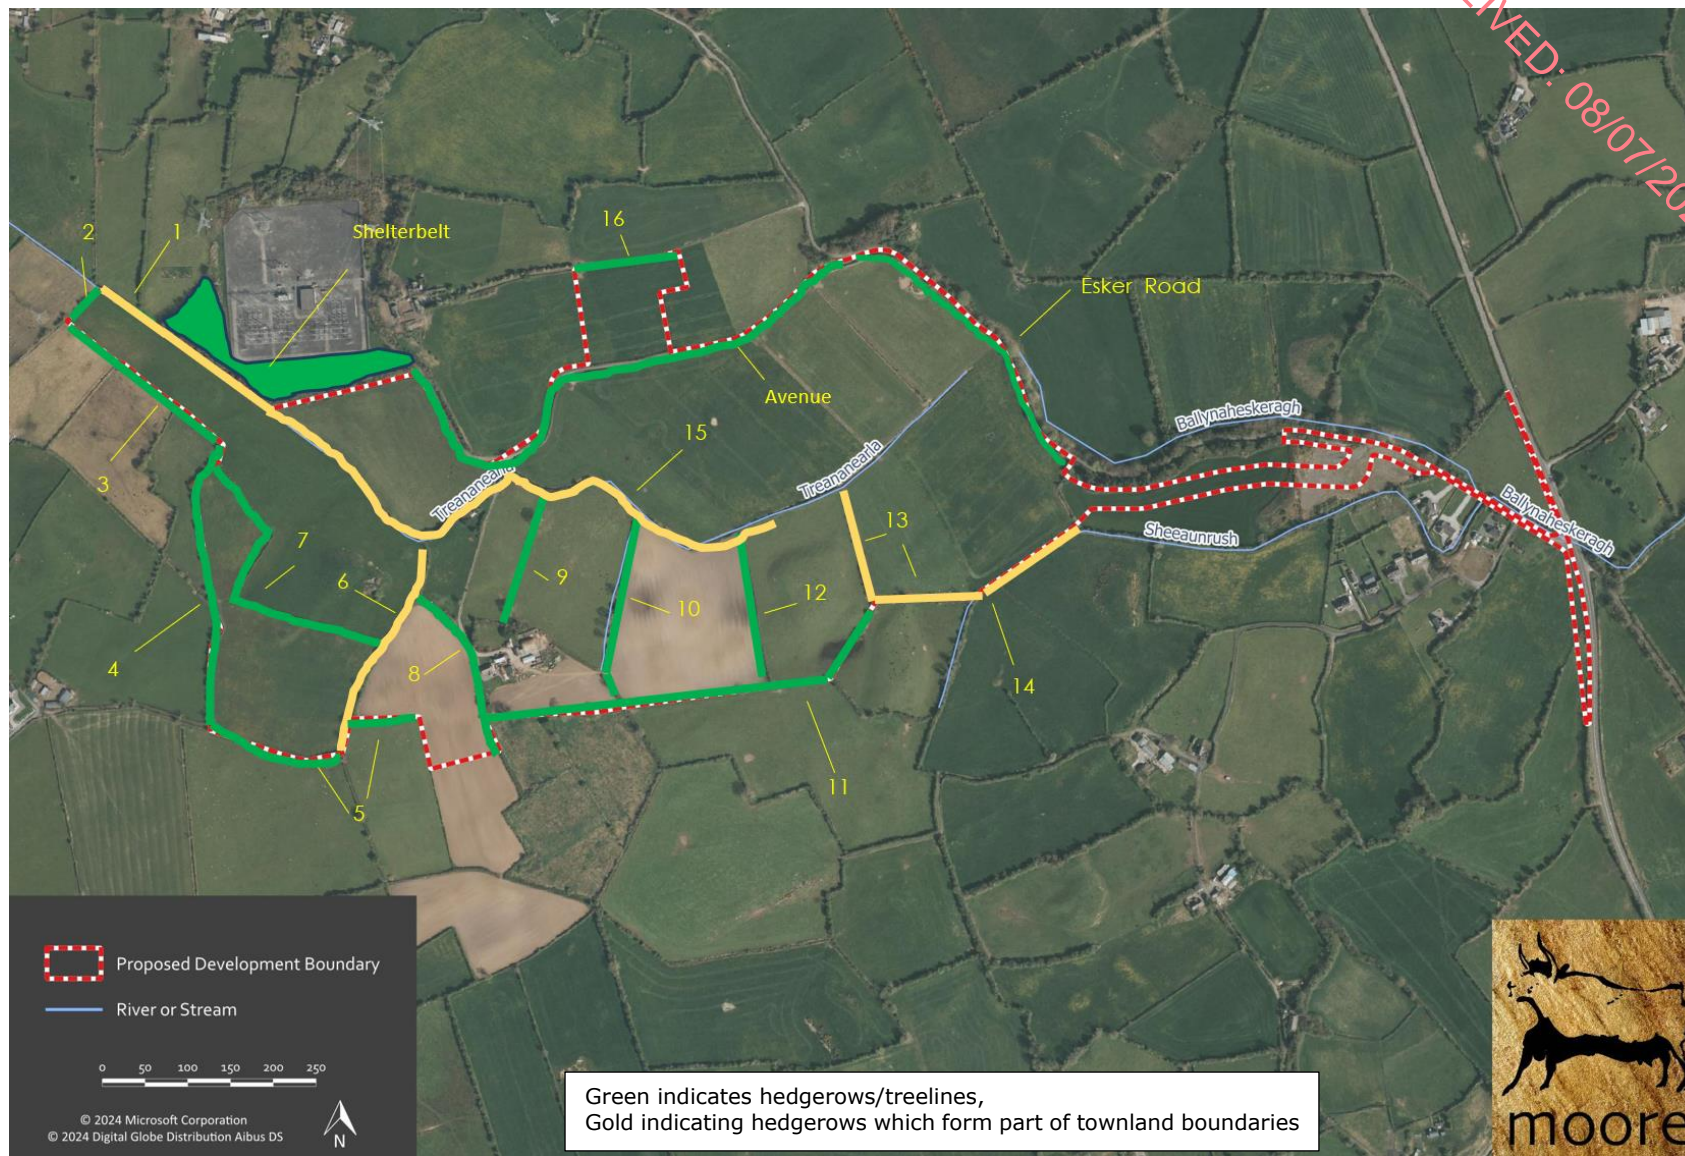 IVED: 08/07/202
16
2
1
Shelterbelt
Esker Road
Avenue
Ballynaheskeragh
15
Treananearla
Treananearla
3
13
Ballynaheskeragh
Sheeaunrush
7
6
9
10
12
4
8
14
11
5
Proposed Development Boundary
River or Stream
0 50 100 150 200 250
© 2024 Microsoft Corporation
© 2024 Digital Globe Distribution Aibus DS
N
Green indicates hedgerows/treelines,
Gold indicating hedgerows which form part of townland boundaries
moore